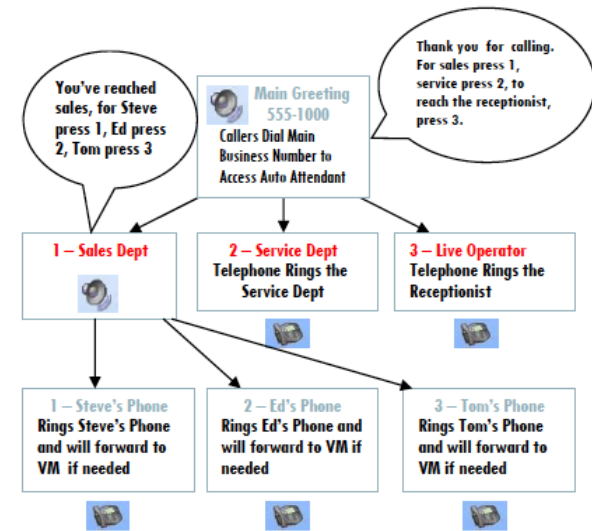 Thank you for calling.
For sales press 1,
service press 2, to
reach the receptionist,
press 3.
You've reached
sales, for Steve
press 1, Ed press
2, Tom press 3
Main Greeting
555-1000
Callers Dial Main
Business Number to
Access Auto Attendant
1 – Sales Dept
2 – Service Dept
Telephone Rings the
Service Dept
3 – Live Operator
Telephone Rings the
Receptionist
1 – Steve's Phone
Rings Steve's Phone
and will forward to
VM if needed
2 – Ed's Phone
Rings Ed's Phone and
will forward to VM if
needed
3 – Tom's Phone
Rings Tom's Phone
and will forward to
VM if needed